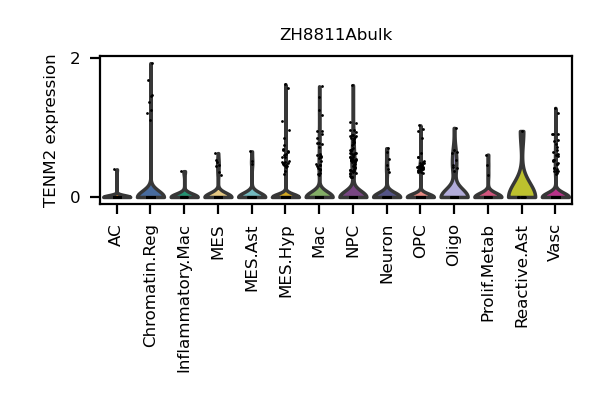 ZH8811Abulk
TENM2 expression
2
0
AC
Chromatin.Reg
Inflammatory.Mac
MES
MES.Ast
MES.Hyp
Mac
NPC
Neuron
OPC
Oligo
Prolif.Metab
Reactive.Ast
Vasc